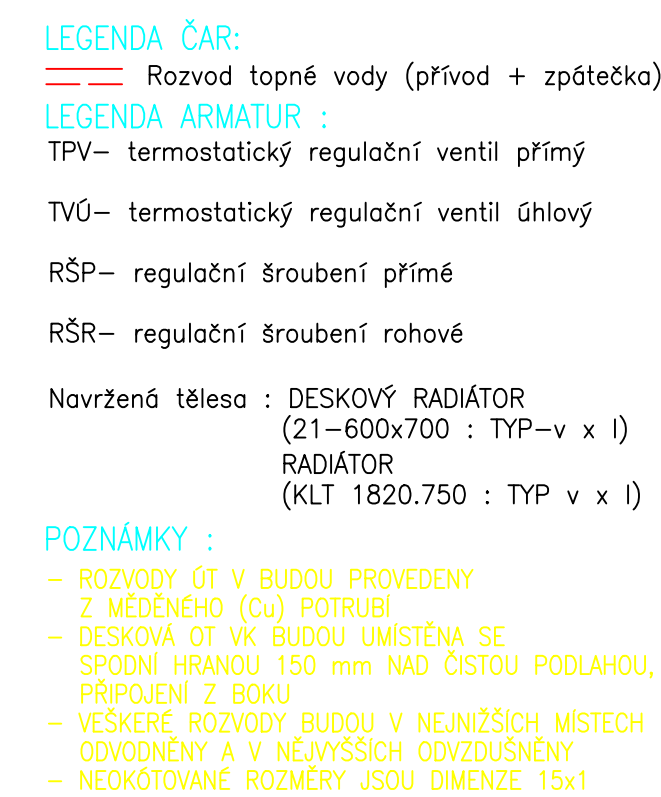 LEGENDA ČAR:
Rozvod topné vody (přívod + zpátečka)
LEGENDA ARMATUR :
TPV– termostatický regulační ventil přímý
TVÚ– termostatický regulační ventil úhlový
RŠP– regulační šroubení přímé
RŠR– regulační šroubení rohové
Navržená tělesa : DESKOVÝ RADIÁTOR
(21–600x700 : TYP–v x l)
RADIÁTOR
(KLT 1820.750 : TYP v x l)
POZNÁMKY :
– ROZVODY ÚT V BUDOU PROVEDENY
Z MĚDĚNÉHO (Cu) POTRUBÍ
– DESKOVÁ OT VK BUDOU UMÍSTĚNA SE
SPODNÍ HRANOU 150 mm NAD ČISTOU PODLAHOU,
PŘIPOJENÍ Z BOKU
– VEŠKERÉ ROZVODY BUDOU V NEJNIŽŠÍCH MÍSTECH
ODVODNĚNY A V NĚJVYŠŠÍCH ODVZDUŠNĚNY
– NEOKÓTOVANÉ ROZMĚRY JSOU DIMENZE 15x1